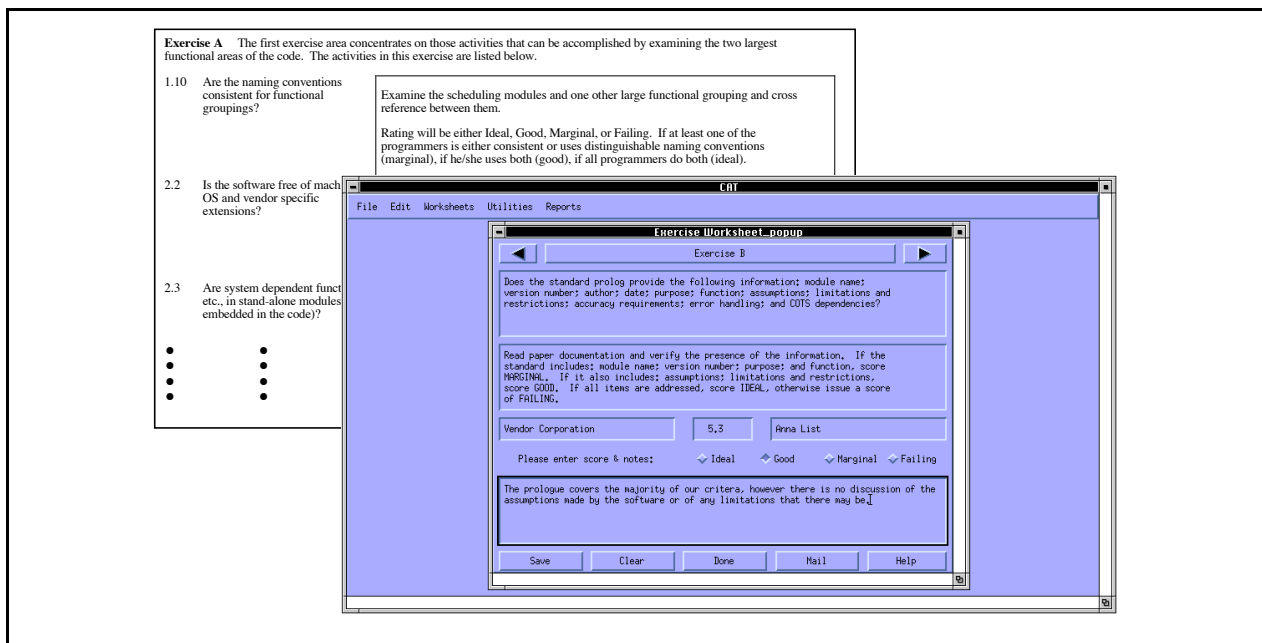 Exercise A The first exercise area concentrates on those activities that can be accomplished by examining the two largest
functional areas of the code. The activities in this exercise are listed below.
1.10 Are the naming conventions
consistent for functional
groupings?
Examine the scheduling modules and one other large functional grouping and cross
reference between them.
Rating will be either Ideal, Good, Marginal, or Failing. If at least one of the
programmers is either consistent or uses distinguishable naming conventions
(marginal), if he/she uses both (good), if all programmers do both (ideal).
2.2 Is the software free of mach
OS and vendor specific
extensions?
2.3 Are system dependent funct
etc., in stand-alone modules
embedded in the code)?
CAT
File Edit Worksheets Utilities Reports
Exercise Worksheet_popup
Exercise B
Does the standard prolog provide the following information; module name;
version number; author; date; purpose; function; assumptions; limitations and
restrictions; accuracy requirements; error handling; and COTS dependencies?
Read paper documentation and verify the presence of the information. If the
standard includes: module name; version number; purpose; and function, score
MARGINAL. If it also includes: assumptions; limitations and restrictions,
score GOOD. If all items are addressed, score IDEAL, otherwise issue a score
of FAILING.
Vendor Corporation 5.3 Anna List
Please enter score & notes: Ideal Good Marginal Failing
The prologue covers the majority of our critera, however there is no discussion of the
assumptions made by the software or of any limitations that there may be.
Save Clear Done Mail Help